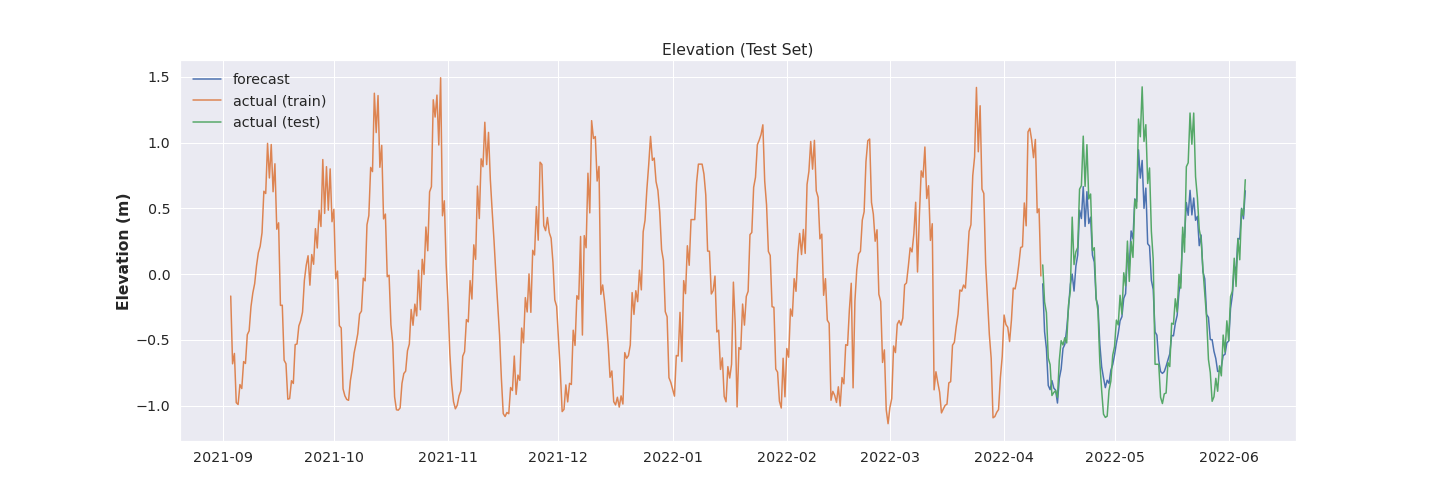 Elevation (Test Set)
forecast
actual (train)
actual (test)
Elevation (m)
1.5
1.0
0.5
0.0
−0.5
−1.0
2021-09 2021-10 2021-11 2021-12 2022-01 2022-02 2022-03 2022-04 2022-05 2022-06